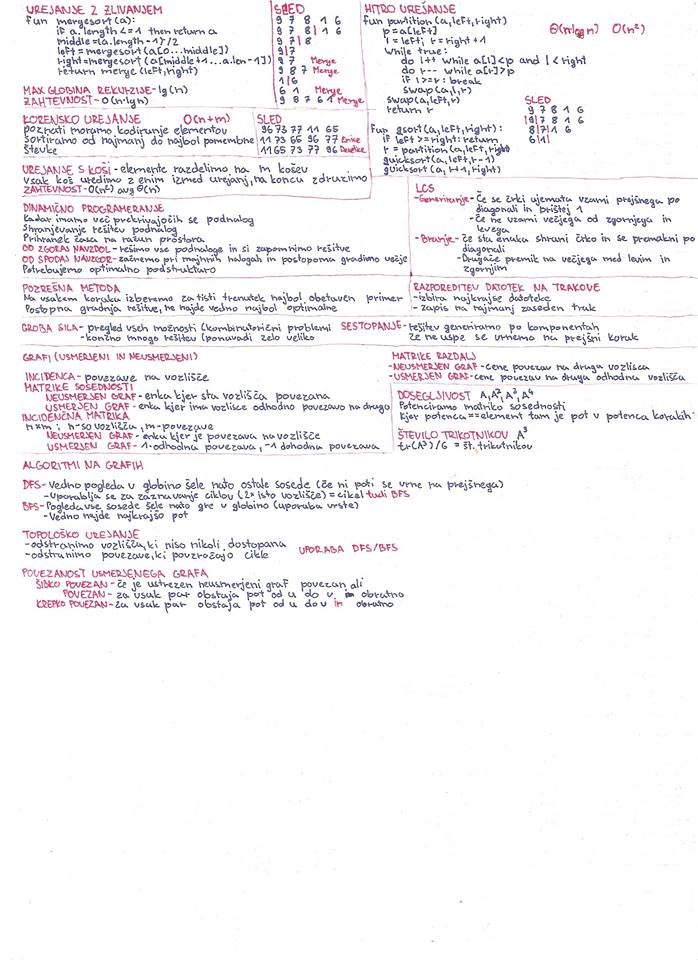 UREJANJE Z ZLIVANJEM
fun mergesort(a):
if a.length <= 1 then return a
middle=(a.length-1)/2
left = mergesort(a[0...middle])
right=mergesort(a[middle+1...a.len-1])
return merge (left,right)
MAX GLOBINA REKURZIJE-lg(n)
ZAHTEVNOST-O(n·lgn)
SLED
9 7 8 1 6
9 7 8 | 1 6
9 7 | 8
9 | 7
9 7 Merge
9 8 7 Merge
1 | 6
6 1 Merge
9 8 7 6 1 Merge
HITRO UREJANJE
fun partition(a,left,right)
p=a[left]
l = left; r = right+1
while true:
do l++ while a[l]<p and l<right
do r-- while a[r]>p
if l>=r: break
swap(a,l,r)
swap(a,left,r)
return r
Θ(nlogn) O(n²)
fun qsort(a,left,right):
if left >= right: return
r = partition(a,left,right)
quicksort(a,left,r-1)
quicksort(a,r+1,right)
SLED
9 7 8 1 6
|9| 7 8 1 6
8 |7| 1 6
6 |1|
KORENSKO UREJANJE O(n+m)
poznati moramo kodiranje elementov
Sortiramo od najmanj do najbol pomembne
števke
SLED
96 73 77 11 65
11 73 65 96 77 Enice
11 65 73 77 96 Desetice
UREJANJE S KOŠI-elemente razdelimo na m košev
vsak koš uredimo z enim izmed urejanj, na koncu združimo
ZAHTEVNOST-O(n²) avg Θ(n)
DINAMIČNO PROGRAMERANJE
Kadar imamo več prekrivajočih se podnalog
Shranjevanje rešitev podnalog
Prihranek časa na račun prostora
OD ZGORAJ NAVZDOL-rešimo vse podnaloge in si zapomnimo rešitve
OD SPODAJ NAVZGOR-začnemo pri majhnih nalogah in postopoma gradimo večje
Potrebujemo optimalno podstrukturo
LCS
-Generiranje-Če se črki ujemata vzami prejšnega po
diagonali in prištej 1
-Če ne vzami večjega od zgornjega in
levega
-Branje-če sta enaka shrani črko in se premakni po
diagonali
-Drugače premik na večjega med levim in
zgornjim
POŽREŠNA METODA
Na vsakem koraku izberemo za tisti trenutek najbol obetaven primer
Postopna gradnja rešitve, ne najde vedno najbol optimalne
RAZPOREDITEV DATOTEK NA TRAKOVE
-izbira najkrajše datoteke
-zapis na najmanj zaseden trak
GROBA SILA-pregled vseh možnosti (kombinatorični problemi
-končno mnogo rešitev (ponavadi zelo veliko
SESTOPANJE-rešitev generiramo po komponentah
če ne uspe se vrnemo na prejšni korak
GRAFI (USMERJENI IN NEUSMERJENI)
INCIDENCA-povezave na vozlišče
MATRIKE SOSEDNOSTI
NEUSMERJEN GRAF-enka kjer sta vozlišča povezana
USMERJEN GRAF-enka kjer ima vozlisce odhodno povezavo na drugo
INCIDENČNA MATRIKA
n×m; n-so vozlišča, m-povezave
NEUSMERJEN GRAF-enka kjer je povezava na vozlišče
USMERJEN GRAF-1-odhodna povezava, -1 dohodna povezava
MATRIKE RAZDALJ
-NEUSMERJEN GRAF-cene povezav na druga vozlisca
-USMERJEN GRAF-cene povezav na druga odhodna vozlišča
DOSEGLJIVOST A, A², A³, A⁴
Potenciramo matriko sosednosti
kjer potenca==element tam je pot v potenca korakih
ŠTEVILO TRIKOTNIKOV A³
tr(A³)/6 = št. trikotnikov
ALGORITMI NA GRAFIH
DFS-Vedno pogleda v globino šele nato ostale sosede (če ni poti se vrne na prejšnega)
-Uporablja se za zaznavanje ciklov (2× isto vozlišče)=cikel tudi BFS
BFS-Pogleda vse sosede šele nato gre v globino (uporaba vrste)
-Vedno najde najkrajšo pot
TOPOLOŠKO UREJANJE
-odstranimo vozlišča, ki niso nikoli dostopana
-odstranimo povezave, ki povzročajo cikle
UPORABA DFS/BFS
POVEZANOST USMERJENEGA GRAFA
ŠIBKO POVEZAN-če je ustrezen neusmerjeni graf povezan ali
POVEZAN-za vsak par obstaja pot od u do v in obratno
KREPKO POVEZAN-za vsak par obstaja pot od u do v in obratno